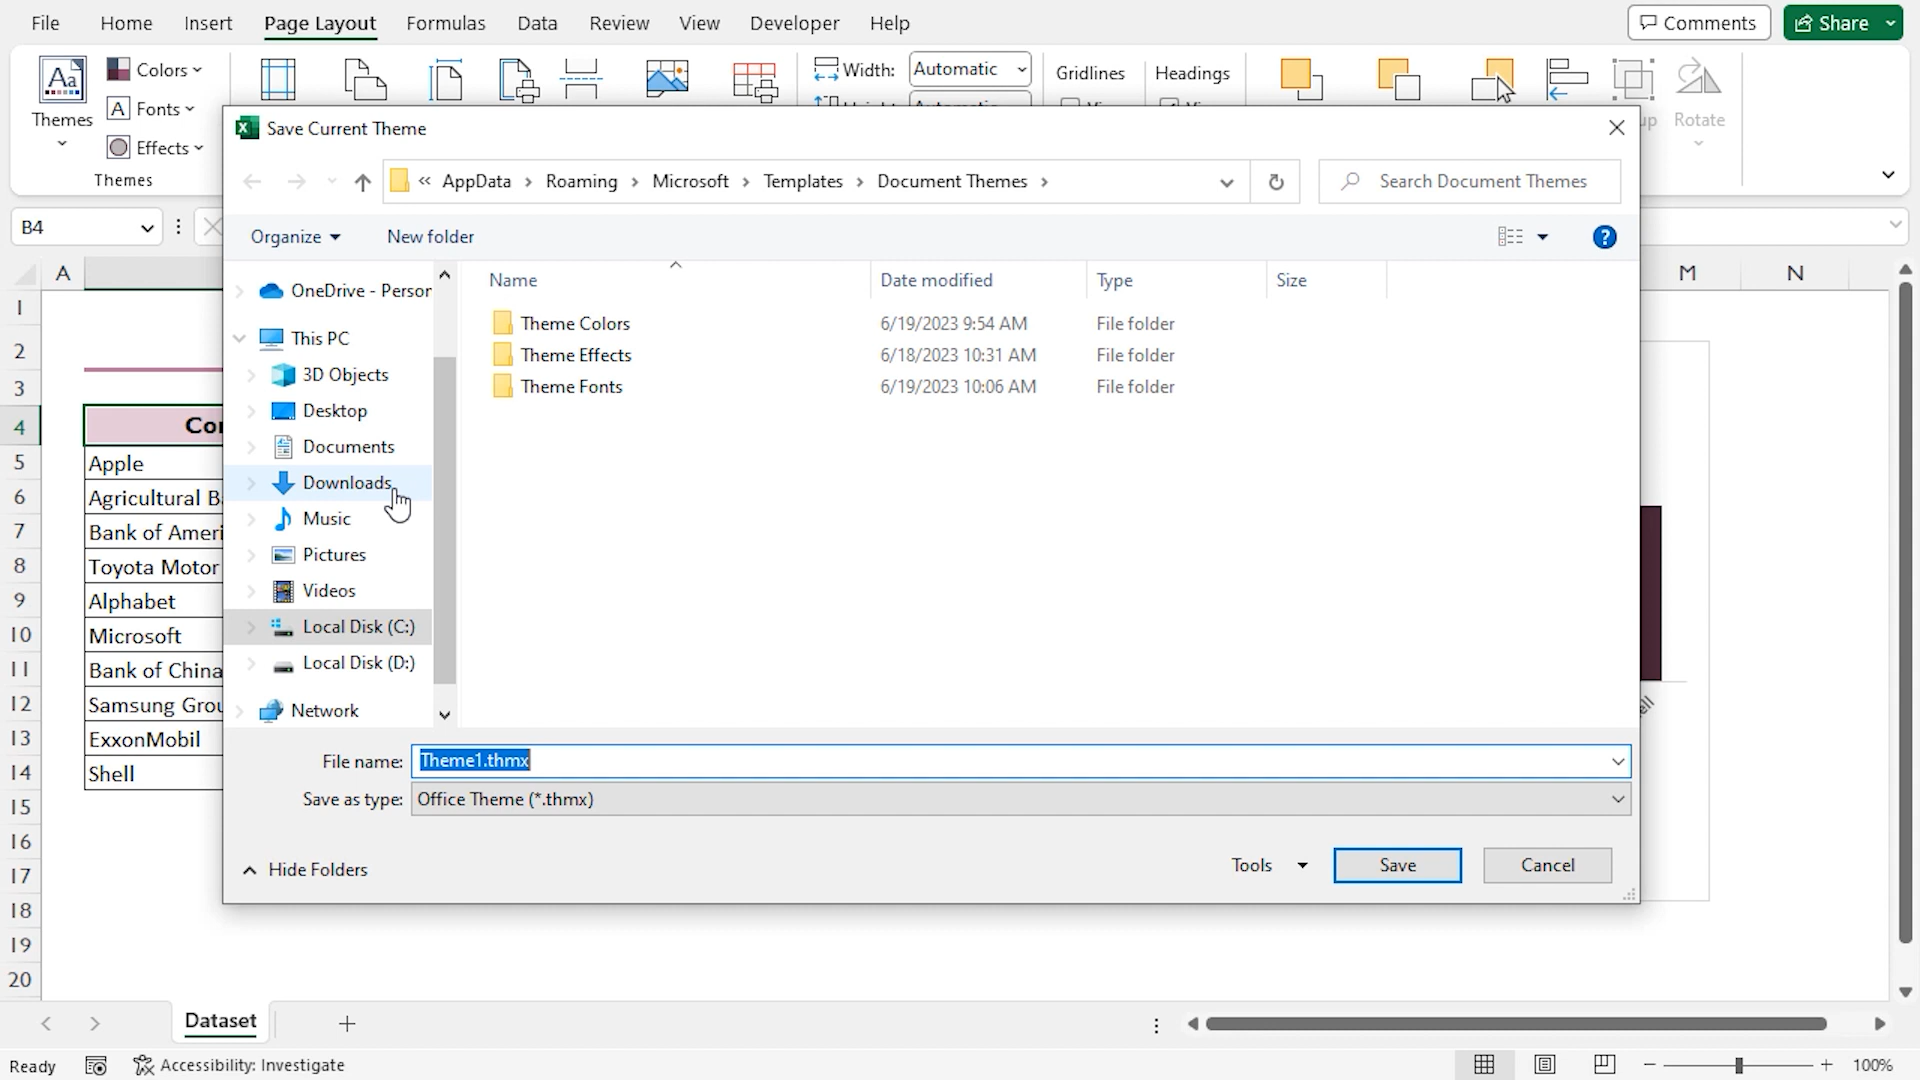 File Home Insert Page Layout Formulas Data Review View Developer Help Comments Share
Aa Colors Width: Automatic Gridlines Headings
Themes A Fonts Rotate
Effects
Themes
Save Current Theme
« AppData › Roaming › Microsoft › Templates › Document Themes › Search Document Themes
B4
Organize New folder ?
A M N
Name Date modified Type Size
OneDrive - Person
This PC
3D Objects
Desktop
Documents
Downloads
Music
Pictures
Videos
Local Disk (C:)
Local Disk (D:)
Network
Theme Colors 6/19/2023 9:54 AM File folder
Theme Effects 6/18/2023 10:31 AM File folder
Theme Fonts 6/19/2023 10:06 AM File folder
1
2
3
4
5 Apple
6 Agricultural
7 Bank of Ameri
8 Toyota Motor
9 Alphabet
10 Microsoft
11 Bank of China
12 Samsung Grou
13 ExxonMobil
14 Shell
15
16
17
18
19
20
File name: Theme1.thmx
Save as type: Office Theme (*.thmx)
Hide Folders Tools Save Cancel
Dataset
Ready Accessibility: Investigate 100%